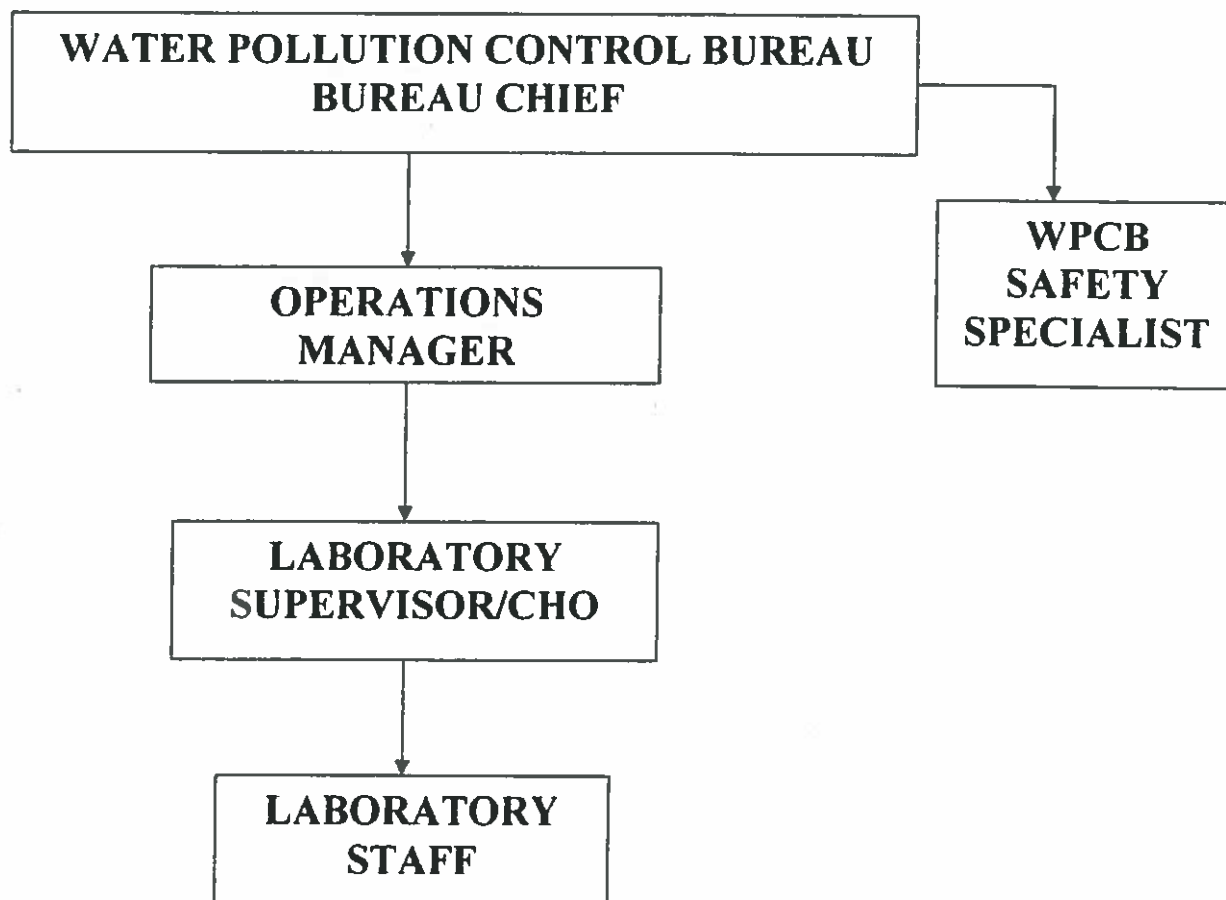 WATER POLLUTION CONTROL BUREAU
BUREAU CHIEF
WPCB
SAFETY
SPECIALIST
OPERATIONS
MANAGER
LABORATORY
SUPERVISOR/CHO
LABORATORY
STAFF